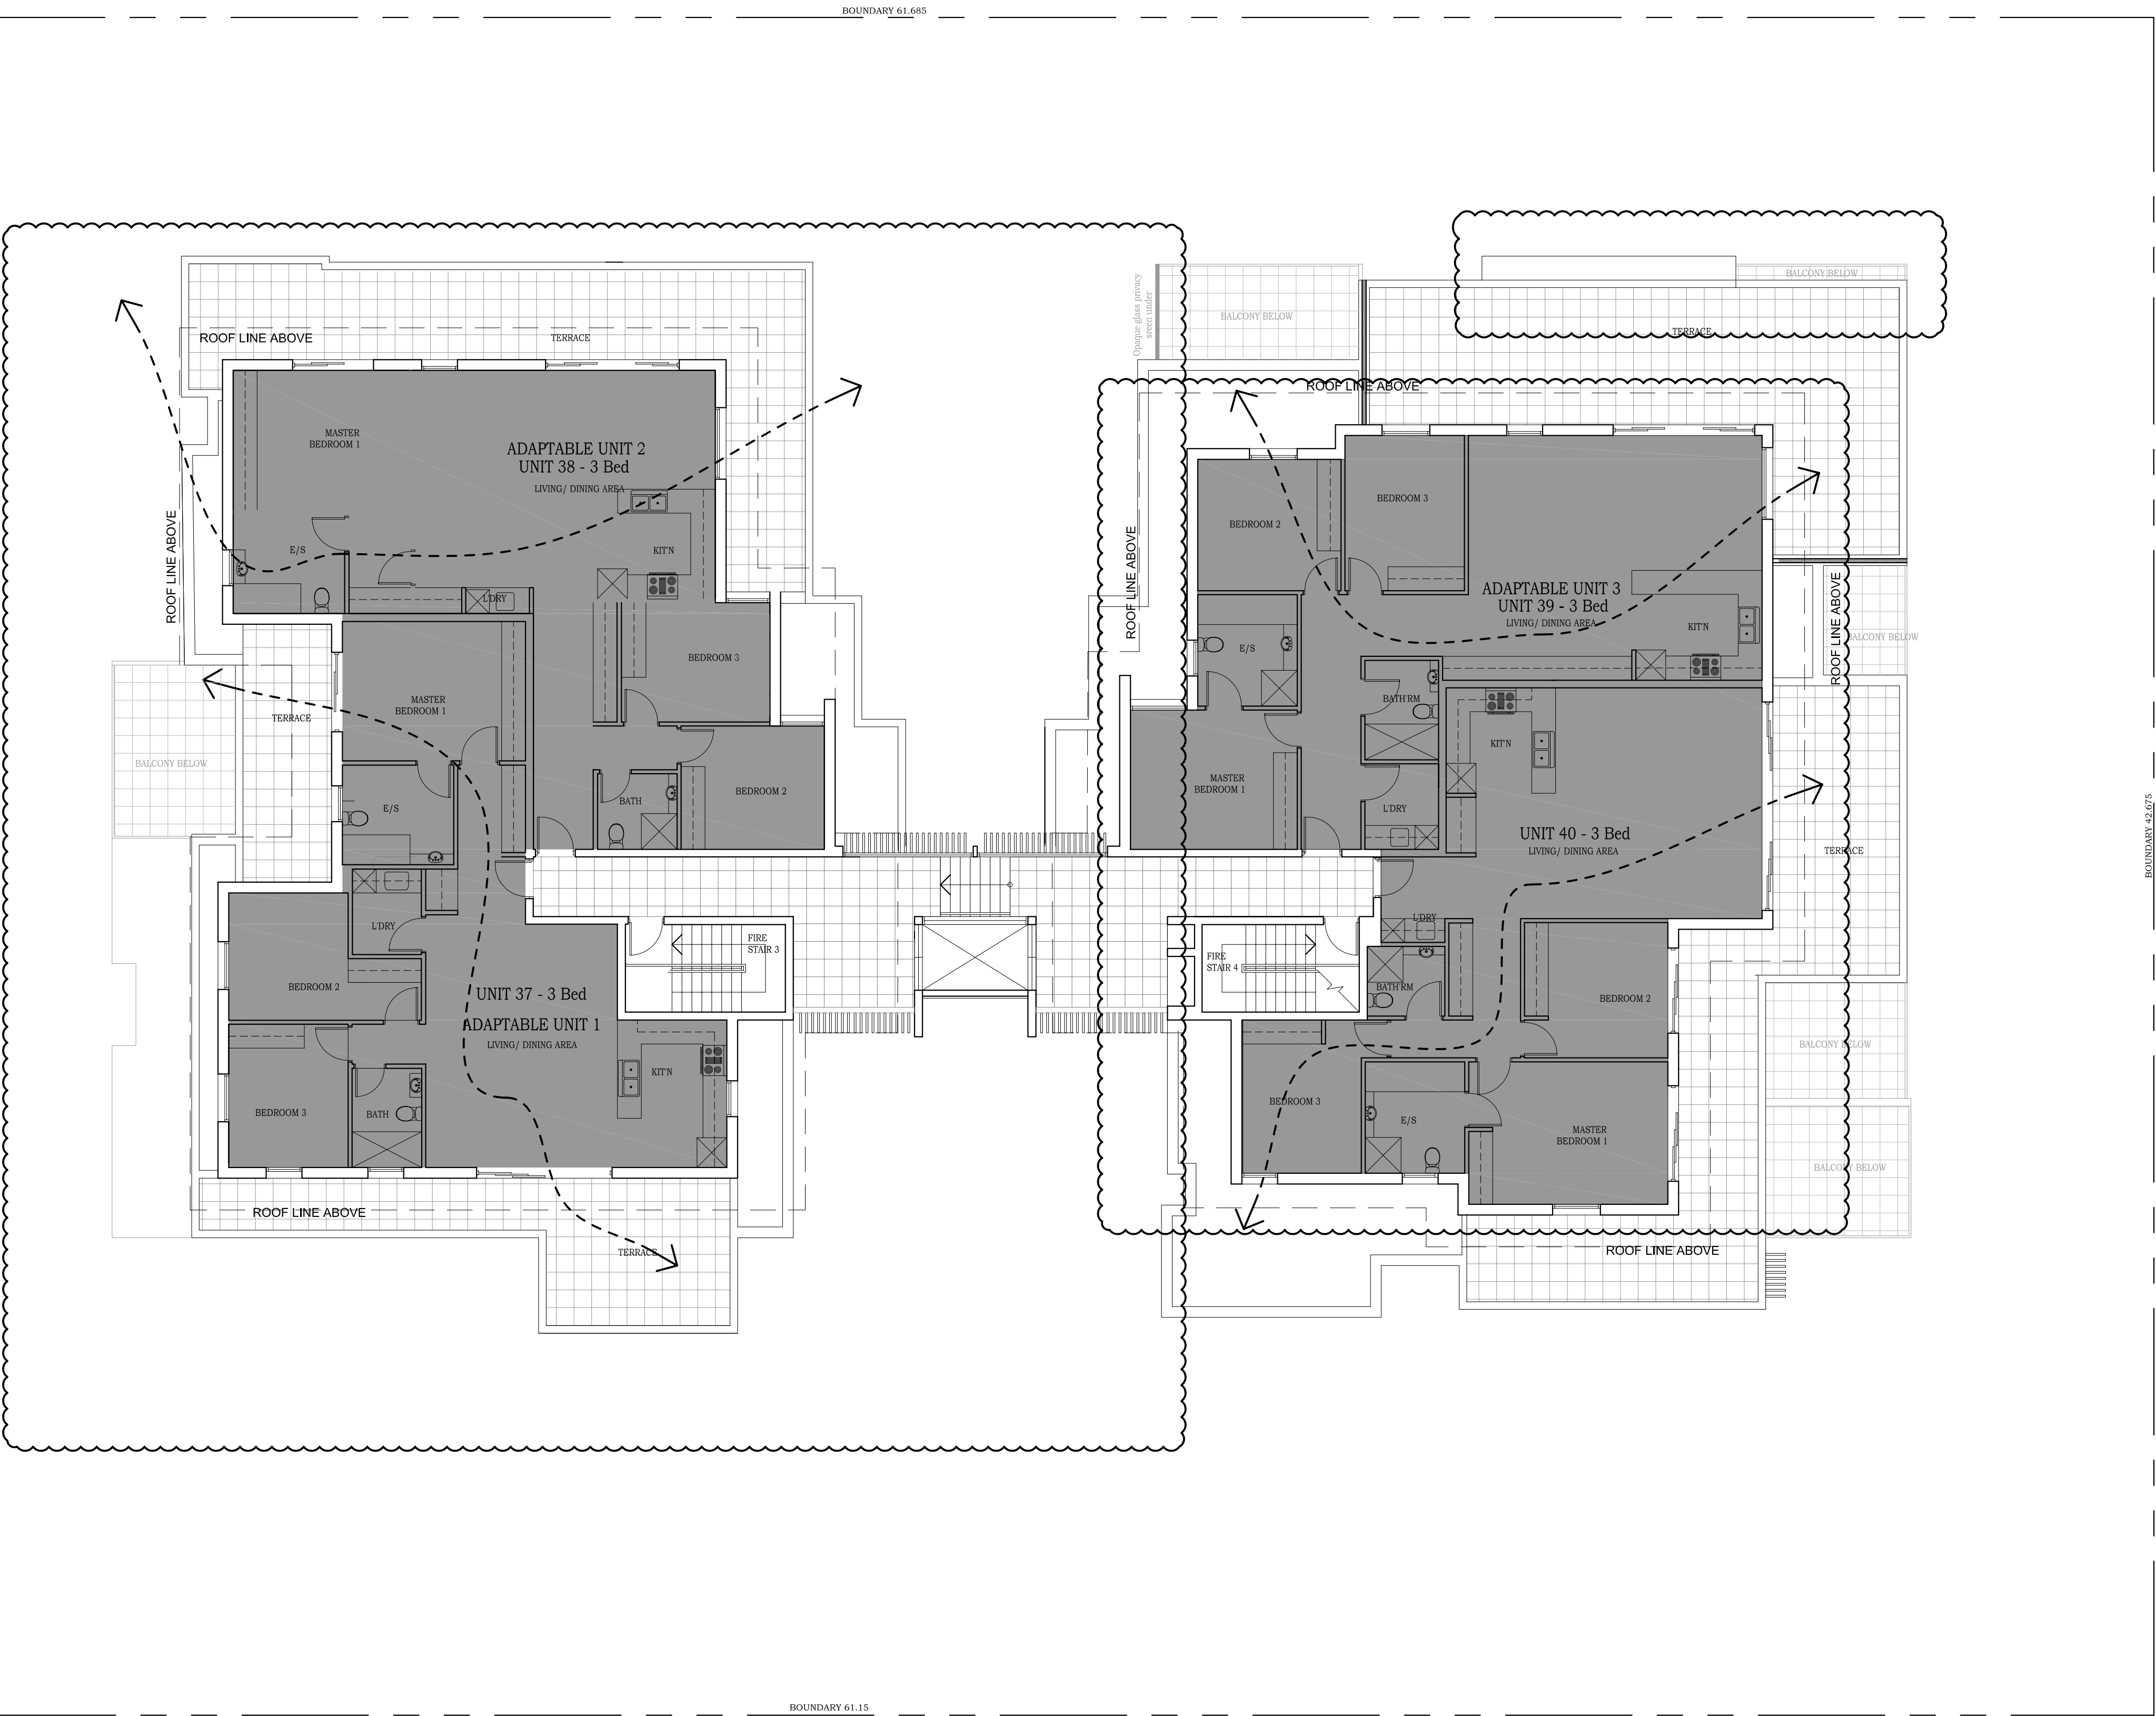 BOUNDARY 61.685
ROOF LINE ABOVE
TERRACE
MASTER
BEDROOM 1
ADAPTABLE UNIT 2
UNIT 38 - 3 Bed
LIVING/ DINING AREA
E/S
KIT'N
L'DRY
ROOF LINE ABOVE
BEDROOM 3
BEDROOM 2
BATH
MASTER
BEDROOM 1
TERRACE
BALCONY BELOW
E/S
L'DRY
BEDROOM 2
BEDROOM 3
BATH
UNIT 37 - 3 Bed
ADAPTABLE UNIT 1
LIVING/ DINING AREA
KIT'N
ROOF LINE ABOVE
TERRACE
FIRE
STAIR 3
Opaque glass privacy
sreen under
BALCONY BELOW
BALCONY BELOW
TERRACE
ROOF LINE ABOVE
ROOF LINE ABOVE
BEDROOM 2
BEDROOM 3
ADAPTABLE UNIT 3
UNIT 39 - 3 Bed
LIVING/ DINING AREA
KIT'N
E/S
BATH'RM
MASTER
BEDROOM 1
L'DRY
ROOF LINE ABOVE
BALCONY BELOW
KIT'N
UNIT 40 - 3 Bed
LIVING/ DINING AREA
TERRACE
L'DRY
FIRE
STAIR 4
BATH'RM
BEDROOM 2
BEDROOM 3
E/S
MASTER
BEDROOM 1
BALCONY BELOW
BALCONY BELOW
ROOF LINE ABOVE
BOUNDARY 42.675
BOUNDARY 61.15